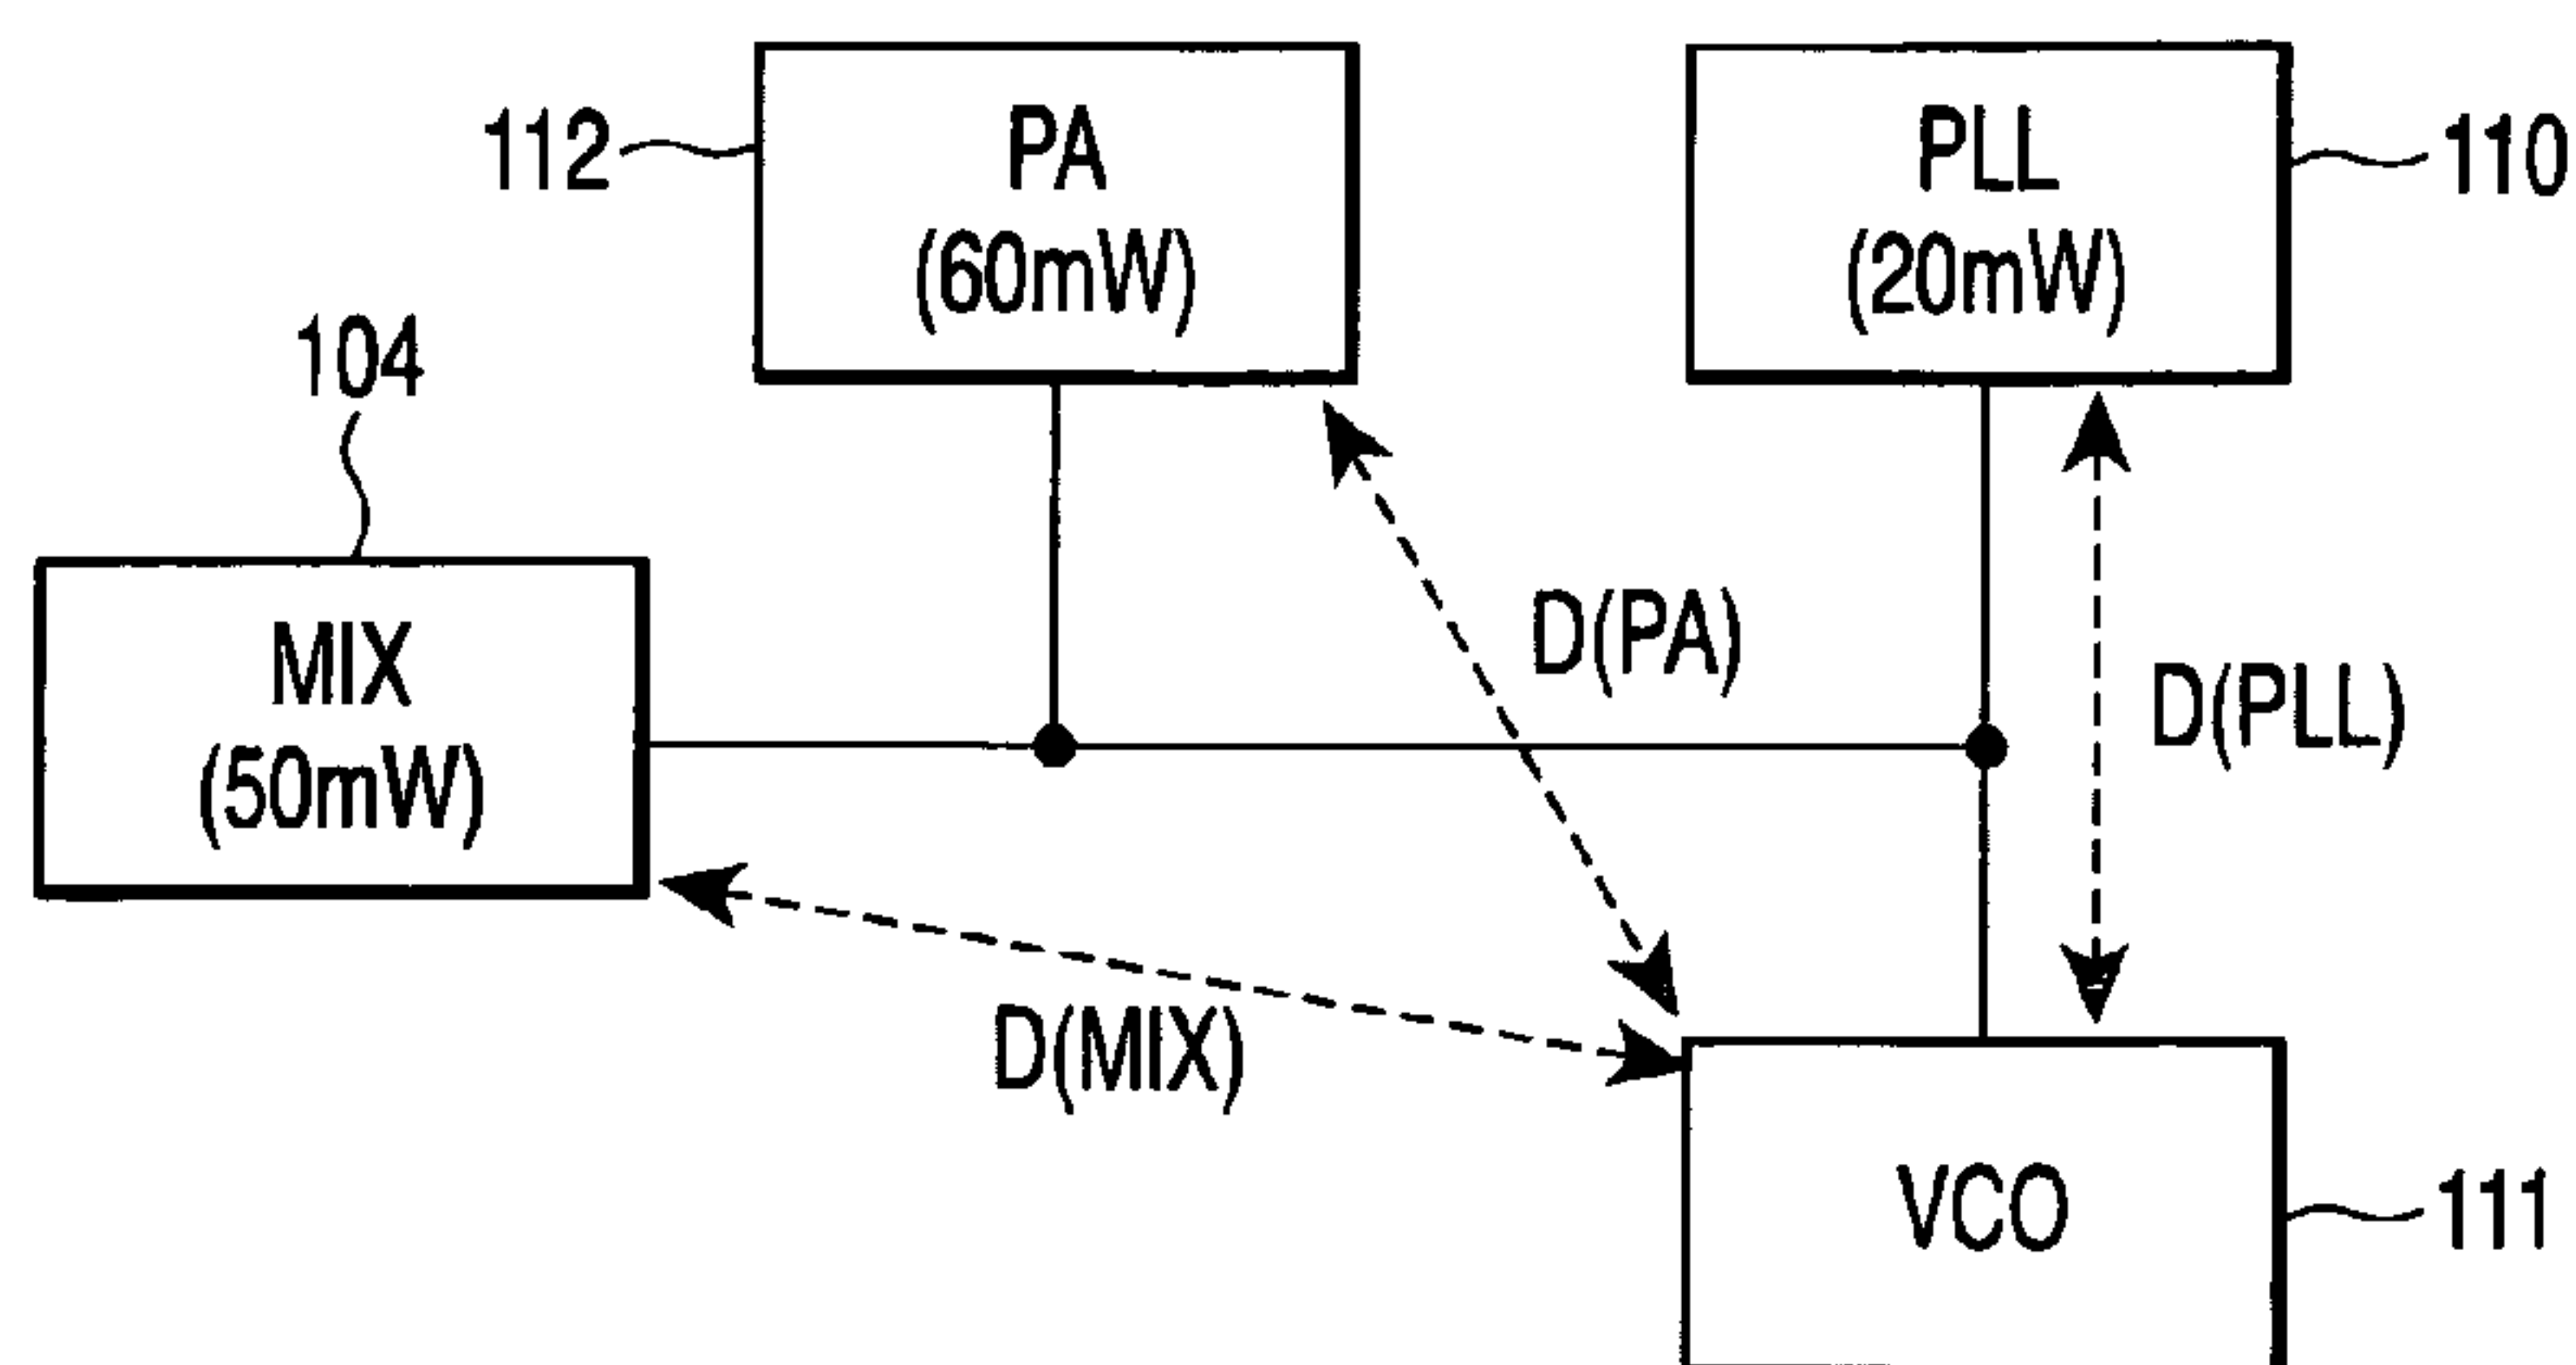 112
PA
(60mW)
PLL
(20mW)
110
104
MIX
(50mW)
D(PA)
D(PLL)
D(MIX)
VCO
111